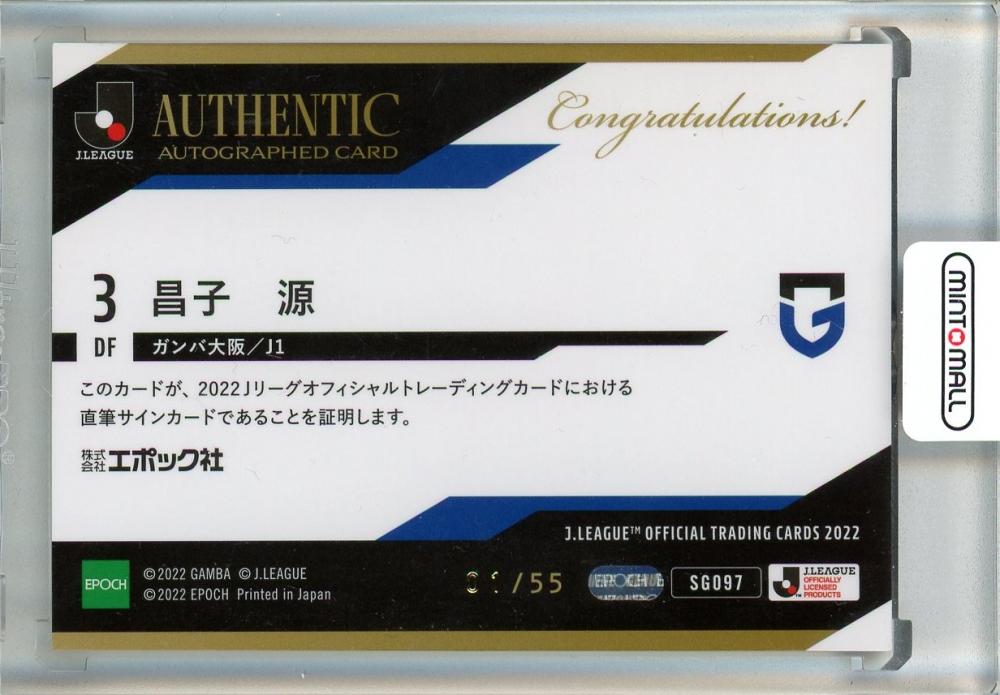 J.LEAGUE
AUTHENTIC
AUTOGRAPHED CARD
Congratulations!
3 昌子 源
DF ガンバ大阪/J1
このカードが、2022 Jリーグオフィシャルトレーディングカードにおける
直筆サインカードであることを証明します。
株式会社エポック社
J.LEAGUE™ OFFICIAL TRADING CARDS 2022
EPOCH
©2022 GAMBA ©J.LEAGUE
©2022 EPOCH Printed in Japan
01/55
EPOCH
SG097
J.LEAGUE
OFFICIALLY
LICENSED
PRODUCTS
MINT MALL